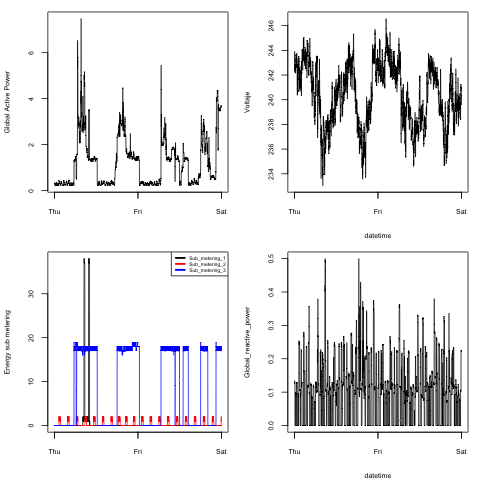 Global Active Power
6
4
2
0
Thu Fri Sat
Voltaje
246
244
242
240
238
236
234
Thu Fri Sat
datetime
Energy sub metering
30
20
10
0
Sub_metering_1
Sub_metering_2
Sub_metering_3
Thu Fri Sat
Global_reactive_power
0.5
0.4
0.3
0.2
0.1
0.0
Thu Fri Sat
datetime